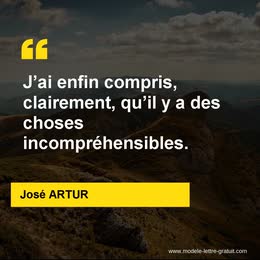 J’ai enfin compris,
clairement, qu’il y a des
choses
incompréhensibles.
José ARTUR
www.modele-lettre-gratuit.com